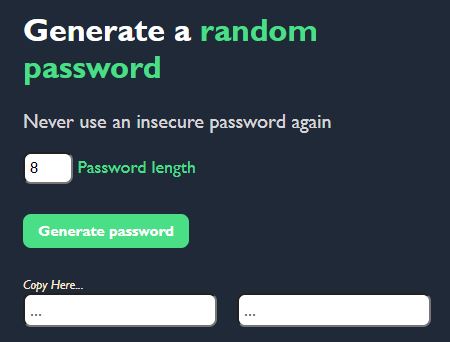 Generate a random
password
Never use an insecure password again
8 Password length
Generate password
Copy Here...
... ...